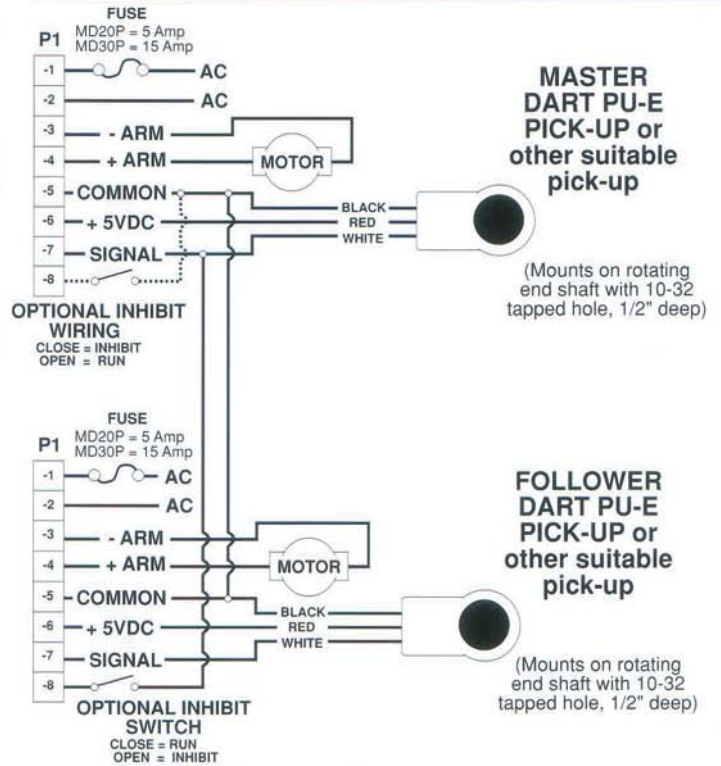 FUSE
MD20P = 5 Amp
MD30P = 15 Amp
P1
-1
AC
-2
AC
-3
- ARM
-4
+ ARM
MOTOR
-5
COMMON
-6
+ 5VDC
-7
SIGNAL
-8
BLACK
RED
WHITE
MASTER
DART PU-E
PICK-UP or
other suitable
pick-up
(Mounts on rotating
end shaft with 10-32
tapped hole, 1/2" deep)
OPTIONAL INHIBIT
WIRING
CLOSE = INHIBIT
OPEN = RUN
FUSE
MD20P = 5 Amp
MD30P = 15 Amp
P1
-1
AC
-2
AC
-3
- ARM
-4
+ ARM
MOTOR
-5
COMMON
-6
+ 5VDC
-7
SIGNAL
-8
BLACK
RED
WHITE
FOLLOWER
DART PU-E
PICK-UP or
other suitable
pick-up
(Mounts on rotating
end shaft with 10-32
tapped hole, 1/2" deep)
OPTIONAL INHIBIT
SWITCH
CLOSE = RUN
OPEN = INHIBIT